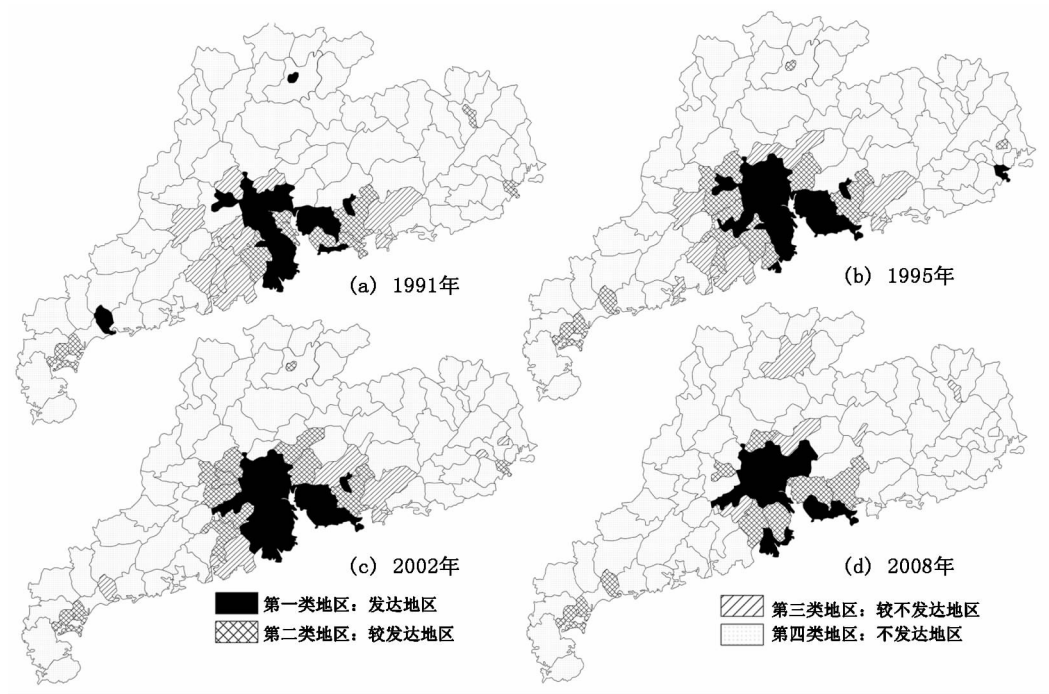 (a) 1991年
(b) 1995年
(c) 2002年
(d) 2008年
第一类地区：发达地区
第二类地区：较发达地区
第三类地区：较不发达地区
第四类地区：不发达地区